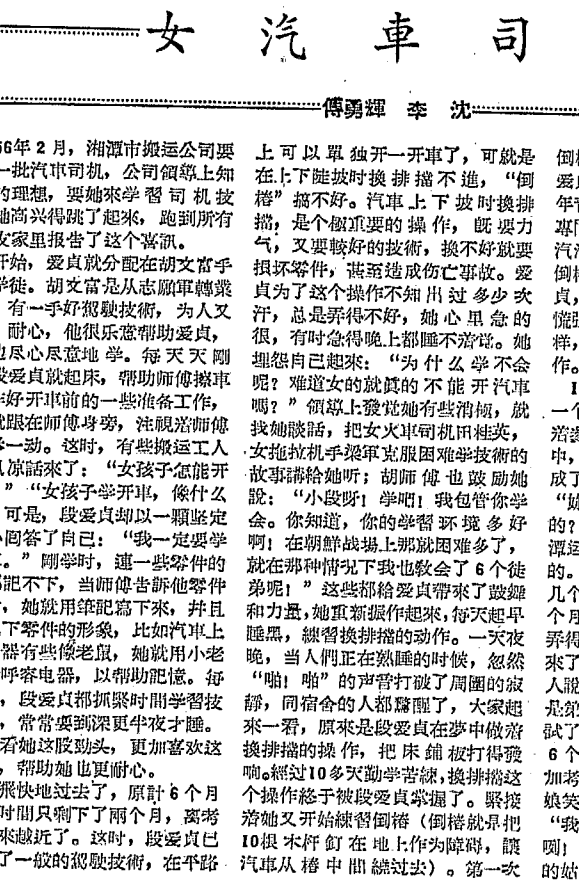 女汽車司
傅勇輝 李 沈
56年2月，湘潭市搬运公司要
一批汽車司机，公司領導上知
的理想，要她來学習司机技
她高兴得跳了起來，跑到所有
女家里报告了这个喜訊。
开始，爱貞就分配在胡文富手
学徒。胡文富是从志願軍轉業
有一手好駕駛技術，为人又
耐心，他很乐意帮助爱貞，
也尽心尽意地学。每天天剛
段爱貞就起床，帮助师傅擦車
作好开車前的一些准备工作，
就跟在师傅身旁，注視着师傅
举一动。这时，有些搬运工人
風凉話來了：“女孩子怎能开
”“女孩子学开車，像什么
可是，段爱貞却以一顆坚定
心回答了自己：“我一定要学
。”剛学时，連一些零件的
都記不下，当师傅告訴他零件
，她就用筆記寫下來，幷且
下零件的形象，比如汽車上
器有些像老鼠，她就用小老
呼容电器，以帮助記憶。每
，段爱貞都抓緊时間学習技
，常常要到深更半夜才睡。
看她这股勁头，更加喜欢这
，帮助她也更耐心。
飛快地过去了，原計6个月
时間只剩下了兩个月，离考
來越近了。这时，段爱貞已
了一般的駕駛技術，在平路
上可以單独开一开車了，可就是
在上下陡坡时換排擋不進，“倒
樁”搞不好。汽車上下坡时換排
擋，是个極重要的操作，旣要力
气，又要較好的技術，換不好就要
損坏零件，甚至造成伤亡事故。爱
貞为了这个操作不知出过多少次
汗，总是弄得不好，她心里急的
很，有时急得晚上都睡不着觉。她
埋怨自己起來：“为什么学不会
呢？难道女的就眞的不能开汽車
嗎？”領導上發覚她有些消極，就
找她談話，把女火車司机田桂英，
女拖拉机手梁軍克服困难学技術的
故事講給她听；胡师傅也鼓励她
說：“小段呀！学吧！我包管你学
会。你知道，你的学習环境多好
啊！在朝鮮战場上那就困难多了，
就在那种情况下我也教会了6个徒
弟呢！”这些都給爱貞帶來了鼓舞
和力量，她重新振作起來，每天起早
睡黑，練習換排擋的动作。一天夜
晚，当人們正在熟睡的时候，忽然
“啪！啪”的声音打破了周圍的寂
靜，同宿舍的人都驚醒了，大家起
來一看，原來是段爱貞在夢中做着
換排擋的操作，把床鋪板打得發
响。經过10多天勤学苦練，換排擋这
个操作終于被段爱貞掌握了。緊接
着她又开始練習倒樁（倒樁就是把
10根木杆釘在地上作为障碍，讓
汽車从樁中間繞过去）。第一次
倒樁
爱貞
年青
專門
汽
倒樁
貞，
慌
样，
作。
1
一个
着
中，
成了
“她
的？
潭运
的。
几个
个月
弄得
來了
人說
是第
試了
6个
加考
娘笑
“我
咧！
的姑